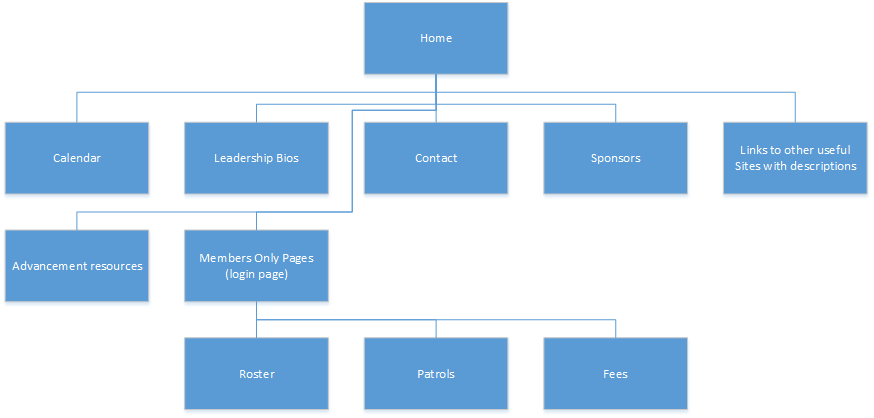 Home
Calendar
Leadership Bios
Contact
Sponsors
Links to other useful
Sites with descriptions
Advancement resources
Members Only Pages
(login page)
Roster
Patrols
Fees